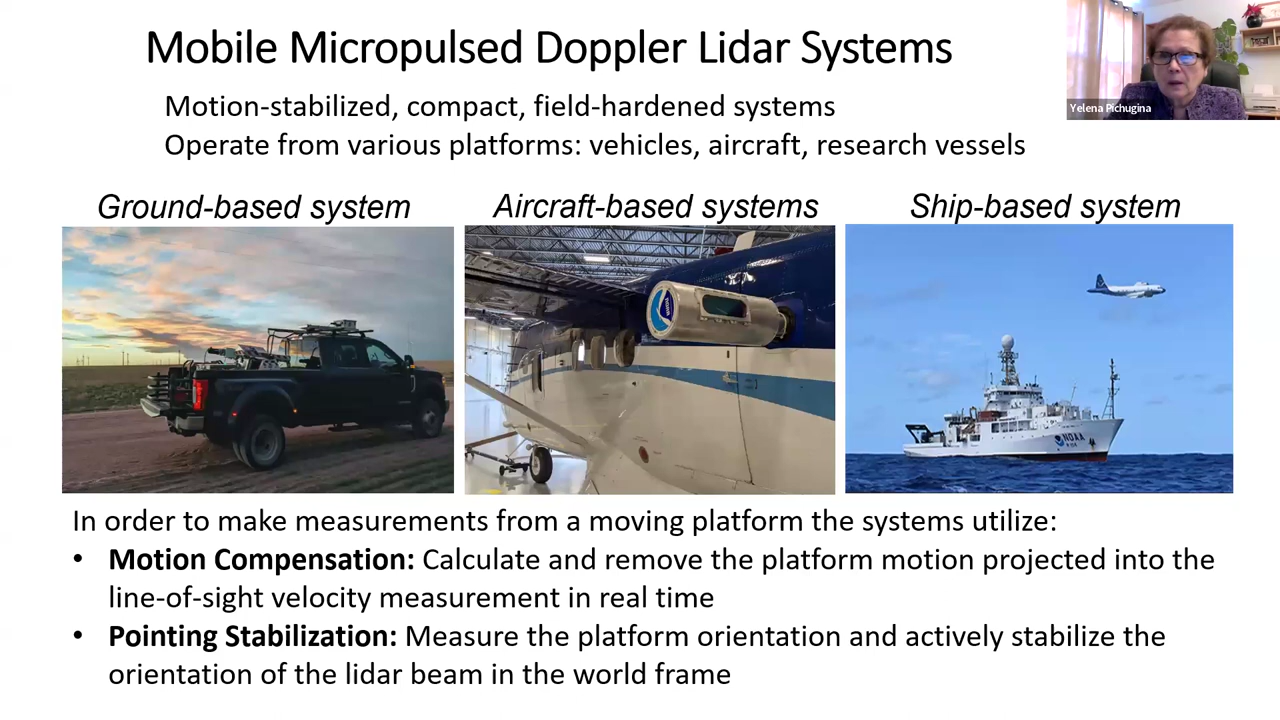 Mobile Micropulsed Doppler Lidar Systems
Yelena Pichugina
Motion-stabilized, compact, field-hardened systems
Operate from various platforms: vehicles, aircraft, research vessels
Ground-based system
Aircraft-based systems
Ship-based system
NOAA
In order to make measurements from a moving platform the systems utilize:
• Motion Compensation: Calculate and remove the platform motion projected into the
line-of-sight velocity measurement in real time
• Pointing Stabilization: Measure the platform orientation and actively stabilize the
orientation of the lidar beam in the world frame